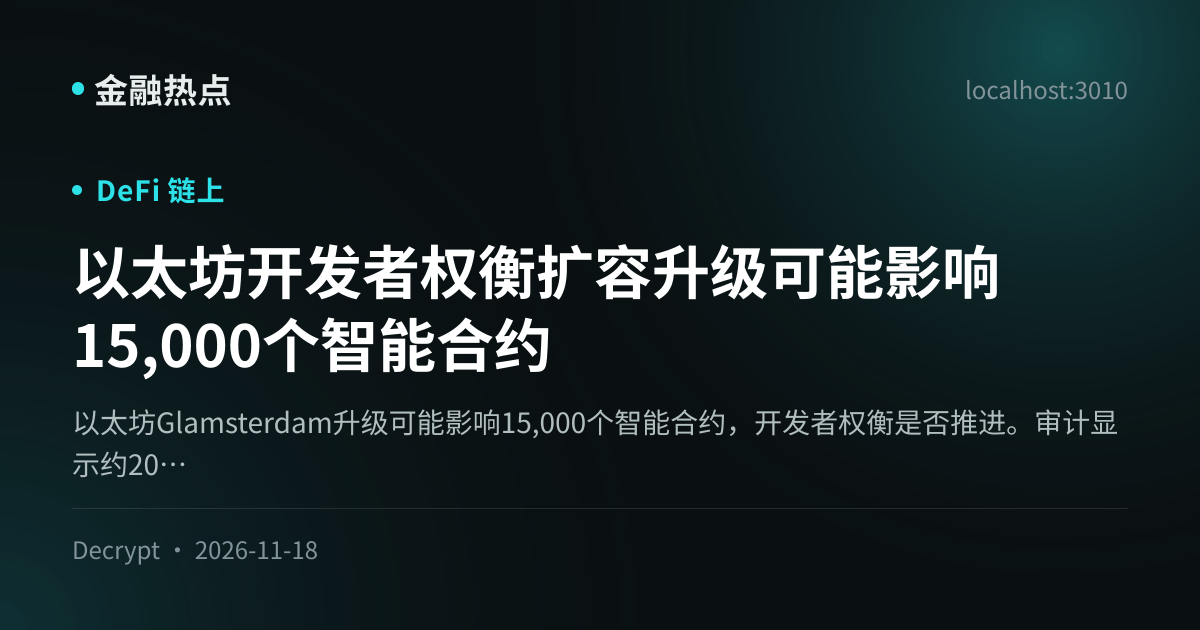 金融热点
localhost:3010
DeFi 链上
以太坊开发者权衡扩容升级可能影响
15,000个智能合约
以太坊Glamsterdam升级可能影响15,000个智能合约，开发者权衡是否推进。审计显
示约20…
Decrypt · 2026-11-18